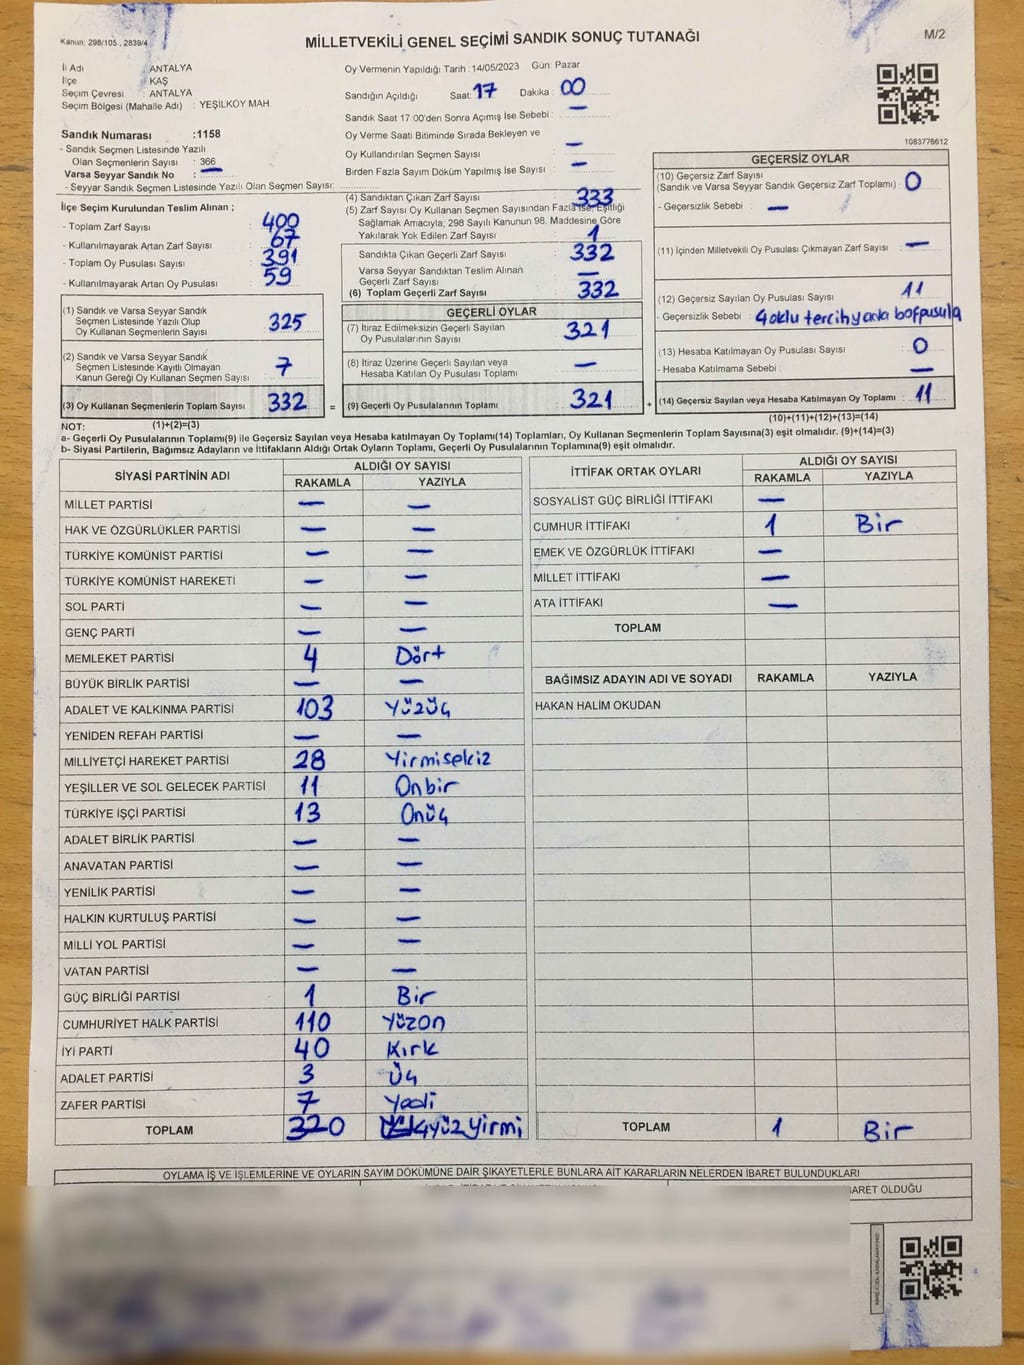 Kanun: 298/105 , 2839/4
MİLLETVEKİLİ GENEL SEÇİMİ SANDIK SONUÇ TUTANAĞI
M/2
İl Adı : ANTALYA
İlçe : KAŞ
Seçim Çevresi : ANTALYA
Seçim Bölgesi (Mahalle Adı) : YEŞİLKÖY MAH.
Sandık Numarası :1158
- Sandık Seçmen Listesinde Yazılı
Olan Seçmenlerin Sayısı : 366
Varsa Seyyar Sandık No : —
- Seyyar Sandık Seçmen Listesinde Yazılı Olan Seçmen Sayısı:
Oy Vermenin Yapıldığı Tarih :14/05/2023 Gün: Pazar
Sandığın Açıldığı Saat: 17 Dakika : 00
Sandık Saat 17:00'den Sonra Açımış İse Sebebi : —
Oy Verme Saati Bitiminde Sırada Bekleyen ve
Oy Kullandırılan Seçmen Sayısı : —
Birden Fazla Sayım Döküm Yapılmış İse Sayısı : —
1083776612
İlçe Seçim Kurulundan Teslim Alınan ;
- Toplam Zarf Sayısı : 400
- Kullanılmayarak Artan Zarf Sayısı : 67
- Toplam Oy Pusulası Sayısı : 391
- Kullanılmayarak Artan Oy Pusulası : 59
(4) Sandıktan Çıkan Zarf Sayısı : 333
(5) Zarf Sayısı Oy Kullanan Seçmen Sayısından Fazla İse, Eşitliği
Sağlamak Amacıyla; 298 Sayılı Kanunun 98. Maddesine Göre
Yakılarak Yok Edilen Zarf Sayısı : 1
Sandıkta Çıkan Geçerli Zarf Sayısı : 332
Varsa Seyyar Sandıktan Teslim Alınan
Geçerli Zarf Sayısı : —
(6) Toplam Geçerli Zarf Sayısı : 332
GEÇERSİZ OYLAR
(10) Geçersiz Zarf Sayısı
(Sandık ve Varsa Seyyar Sandık Geçersiz Zarf Toplamı) : 0
- Geçersizlik Sebebi : —
(11) İçinden Milletvekili Oy Pusulası Çıkmayan Zarf Sayısı : —
(12) Geçersiz Sayılan Oy Pusulası Sayısı : 11
- Geçersizlik Sebebi :
(13) Hesaba Katılmayan Oy Pusulası Sayısı : 0
- Hesaba Katılmama Sebebi : —
(14) Geçersiz Sayılan veya Hesaba Katılmayan Oy Toplamı : 11
(10)+(11)+(12)+(13)=(14)
(1) Sandık ve Varsa Seyyar Sandık
Seçmen Listesinde Yazılı Olup
Oy Kullanan Seçmenlerin Sayısı : 325
(2) Sandık ve Varsa Seyyar Sandık
Seçmen Listesinde Kayıtlı Olmayan
Kanun Gereği Oy Kullanan Seçmen Sayısı : 7
(3) Oy Kullanan Seçmenlerin Toplam Sayısı : 332 =
(1)+(2)=(3)
GEÇERLİ OYLAR
(7) İtiraz Edilmeksizin Geçerli Sayılan
Oy Pusulalarının Sayısı : 321
(8) İtiraz Üzerine Geçerli Sayılan veya
Hesaba Katılan Oy Pusulası Toplamı : —
(9) Geçerli Oy Pusulalarının Toplamı : 321 +
NOT:
a- Geçerli Oy Pusulalarının Toplamı(9) ile Geçersiz Sayılan veya Hesaba katılmayan Oy Toplamı(14) Toplamları, Oy Kullanan Seçmenlerin Toplam Sayısına(3) eşit olmalıdır. (9)+(14)=(3)
b- Siyasi Partilerin, Bağımsız Adayların ve İttifakların Aldığı Ortak Oyların Toplamı, Geçerli Oy Pusulalarının Toplamına(9) eşit olmalıdır.
SİYASİ PARTİNİN ADI ALDIĞI OY SAYISI
RAKAMLA YAZIYLA
MİLLET PARTİSİ — —
HAK VE ÖZGÜRLÜKLER PARTİSİ — —
TÜRKİYE KOMÜNİST PARTİSİ — —
TÜRKİYE KOMÜNİST HAREKETİ — —
SOL PARTİ — —
GENÇ PARTİ — —
MEMLEKET PARTİSİ 4 Dört
BÜYÜK BİRLİK PARTİSİ — —
ADALET VE KALKINMA PARTİSİ 103 Yüzüç
YENİDEN REFAH PARTİSİ — —
MİLLİYETÇİ HAREKET PARTİSİ 28 Yirmisekiz
YEŞİLLER VE SOL GELECEK PARTİSİ 11 Onbir
TÜRKİYE İŞÇİ PARTİSİ 13 Onüç
ADALET BİRLİK PARTİSİ — —
ANAVATAN PARTİSİ — —
YENİLİK PARTİSİ — —
HALKIN KURTULUŞ PARTİSİ — —
MİLLİ YOL PARTİSİ — —
VATAN PARTİSİ — —
GÜÇ BİRLİĞİ PARTİSİ 1 Bir
CUMHURİYET HALK PARTİSİ 110 Yüzon
İYİ PARTİ 40 Kırk
ADALET PARTİSİ 3 Üç
ZAFER PARTİSİ 7 Yedi
TOPLAM 320 Üçyüzyirmi
İTTİFAK ORTAK OYLARI ALDIĞI OY SAYISI
RAKAMLA YAZIYLA
SOSYALİST GÜÇ BİRLİĞİ İTTİFAKI —
CUMHUR İTTİFAKI 1 Bir
EMEK VE ÖZGÜRLÜK İTTİFAKI —
MİLLET İTTİFAKI —
ATA İTTİFAKI —
TOPLAM
BAĞIMSIZ ADAYIN ADI VE SOYADI RAKAMLA YAZIYLA
HAKAN HALİM OKUDAN
TOPLAM 1 Bir
OYLAMA İŞ VE İŞLEMLERİNE VE OYLARIN SAYIM DÖKÜMÜNE DAİR ŞİKAYETLERLE BUNLARA AİT KARARLARIN NELERDEN İBARET BULUNDUKLARI
İBARET OLDUĞU